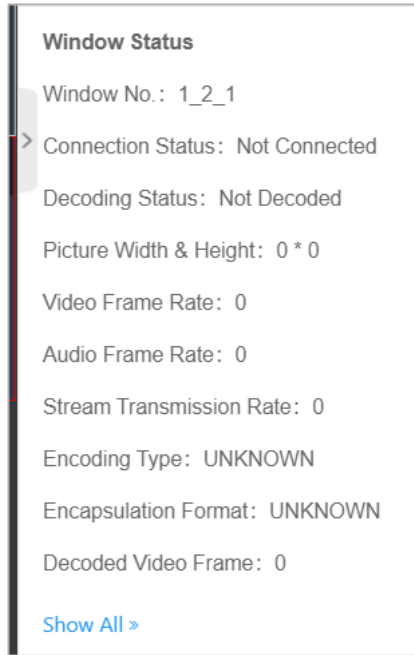 Window Status
Window No.: 1_2_1
Connection Status: Not Connected
Decoding Status: Not Decoded
Picture Width & Height: 0 * 0
Video Frame Rate: 0
Audio Frame Rate: 0
Stream Transmission Rate: 0
Encoding Type: UNKNOWN
Encapsulation Format: UNKNOWN
Decoded Video Frame: 0
Show All »